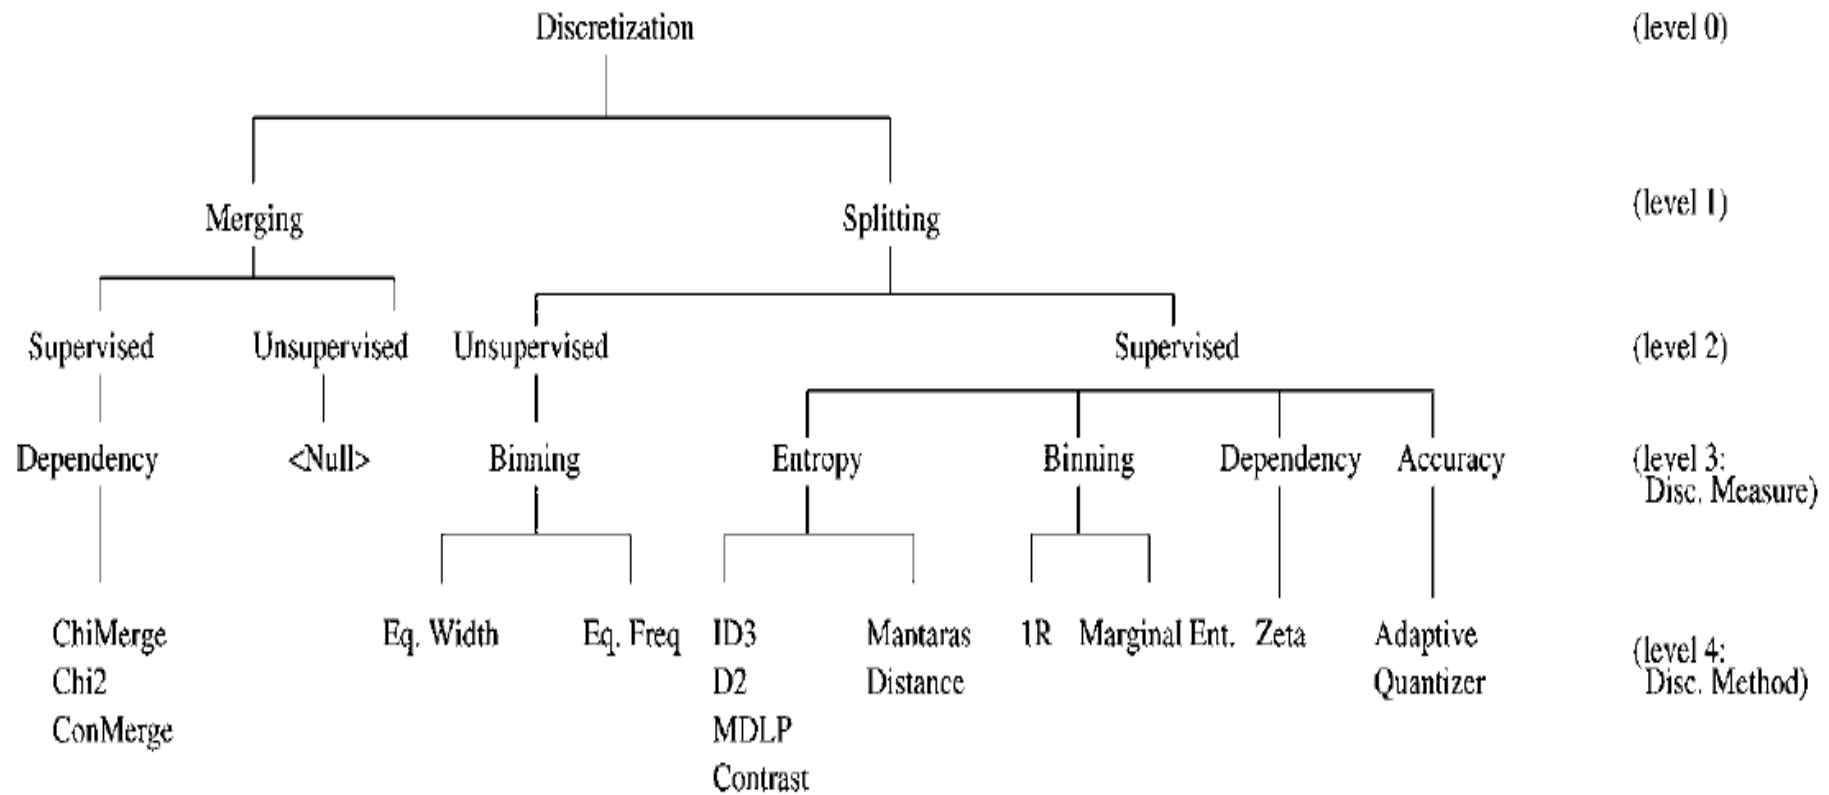 Discretization (level 0)
Merging Splitting (level 1)
Supervised Unsupervised Unsupervised Supervised (level 2)
Dependency <Null> Binning Entropy Binning Dependency Accuracy (level 3:
Disc. Measure)
ChiMerge Eq. Width Eq. Freq ID3 Mantaras 1R Marginal Ent. Zeta Adaptive (level 4:
Chi2 D2 Distance Quantizer Disc. Method)
ConMerge MDLP
Contrast